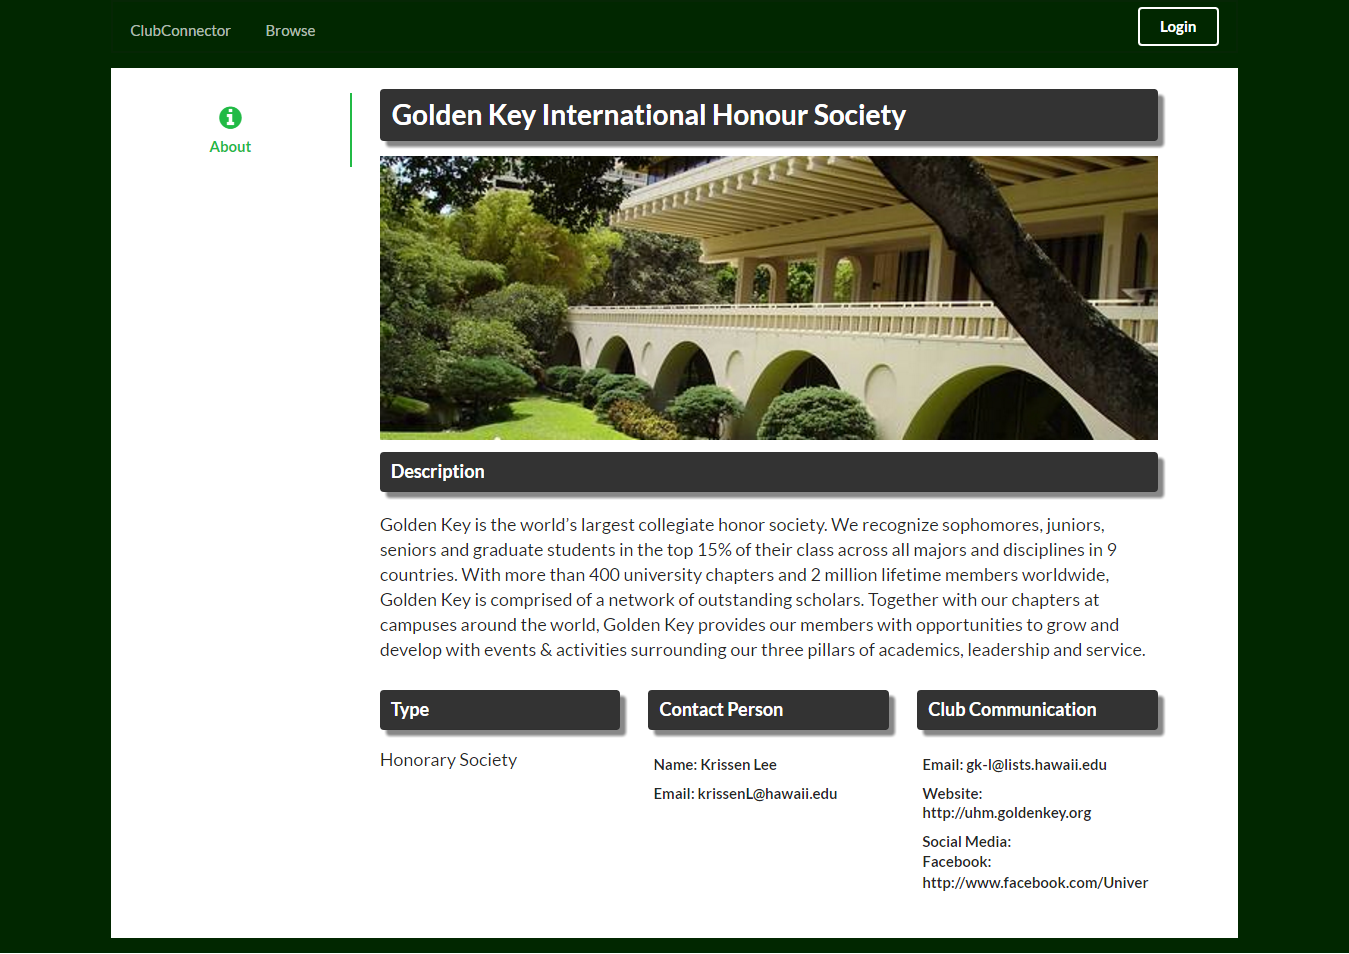 ClubConnector
Browse
Login
About
Golden Key International Honour Society
Description
Golden Key is the world’s largest collegiate honor society. We recognize sophomores, juniors,
seniors and graduate students in the top 15% of their class across all majors and disciplines in 9
countries. With more than 400 university chapters and 2 million lifetime members worldwide,
Golden Key is comprised of a network of outstanding scholars. Together with our chapters at
campuses around the world, Golden Key provides our members with opportunities to grow and
develop with events & activities surrounding our three pillars of academics, leadership and service.
Type
Honorary Society
Contact Person
Name: Krissen Lee
Email: krissenL@hawaii.edu
Club Communication
Email: gk-l@lists.hawaii.edu
Website:
http://uhm.goldenkey.org
Social Media:
Facebook:
http://www.facebook.com/Univer